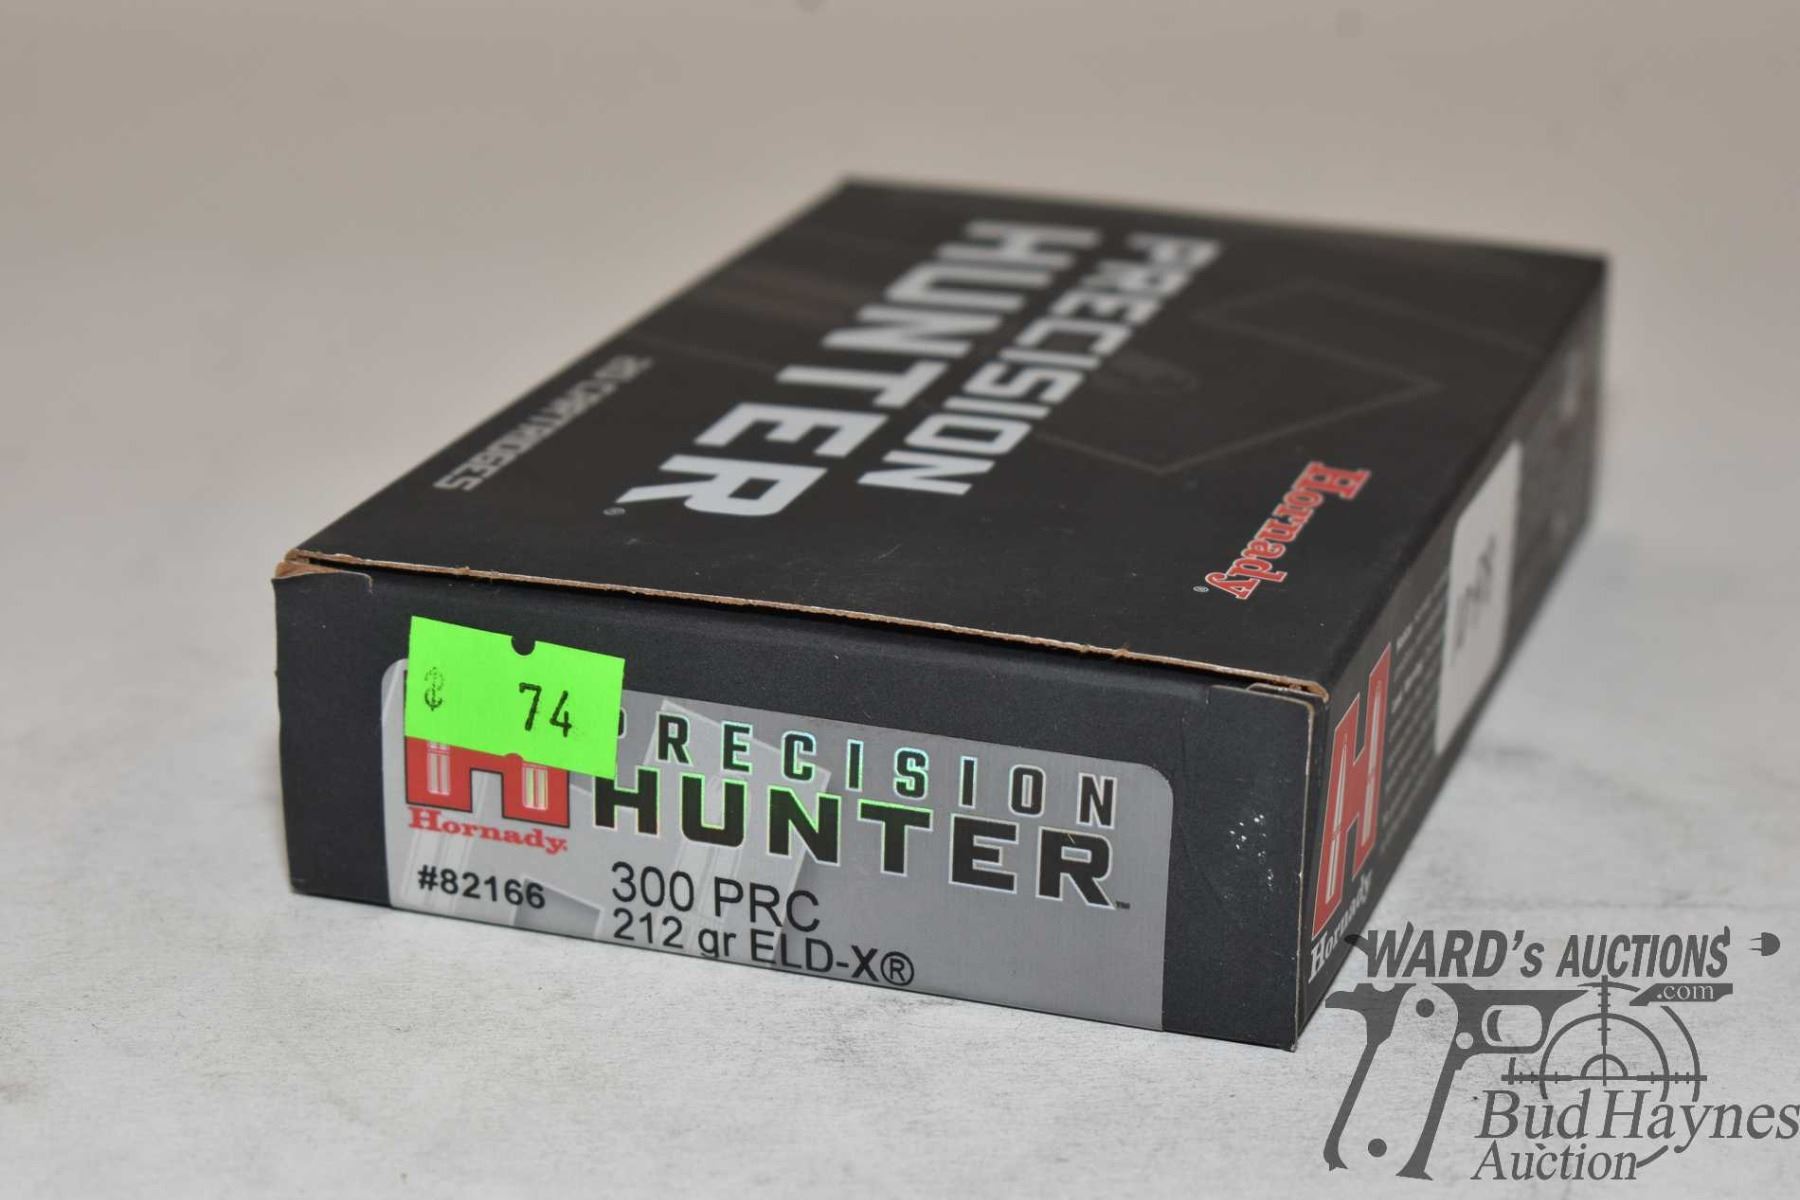 PRECISION
HUNTER®
20 CARTRIDGES
Hornady®
74
PRECISION
HUNTER™
Hornady
#82166
300 PRC
212 gr ELD-X®
Hornady
WARD's AUCTIONS
.com
Bud Haynes
Auction